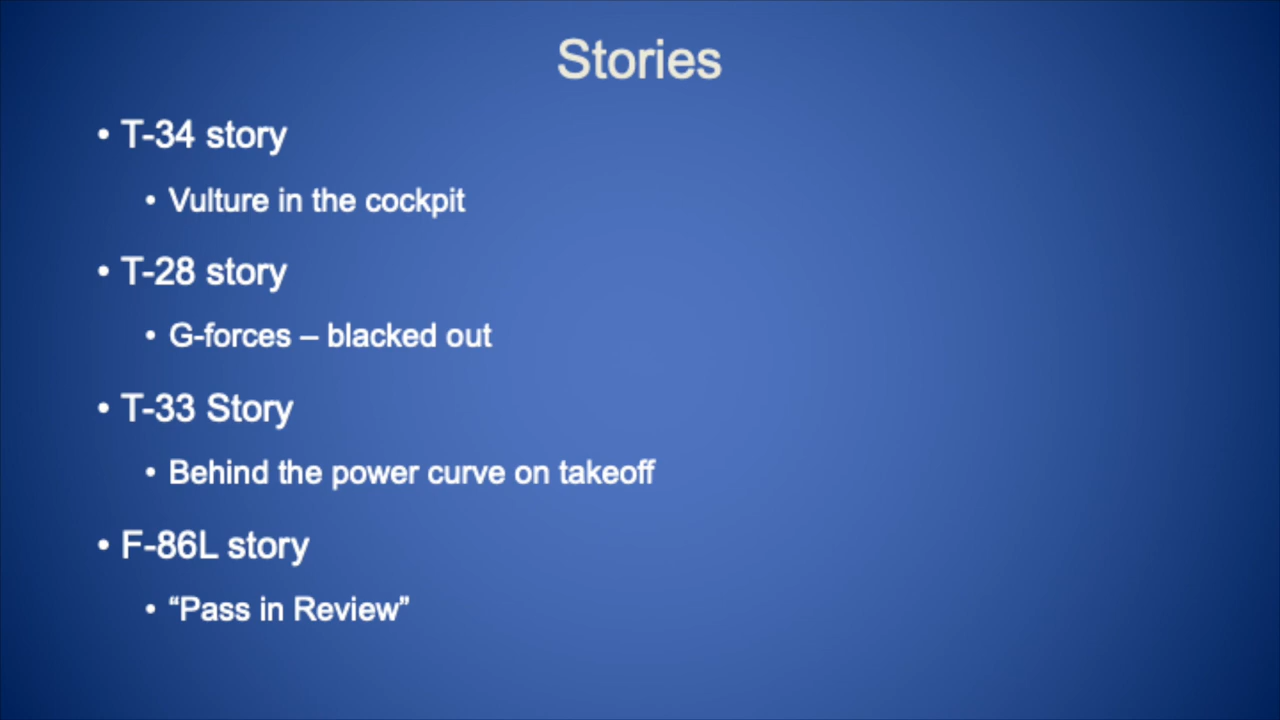 Stories
• T-34 story
• Vulture in the cockpit
• T-28 story
• G-forces – blacked out
• T-33 Story
• Behind the power curve on takeoff
• F-86L story
• “Pass in Review”